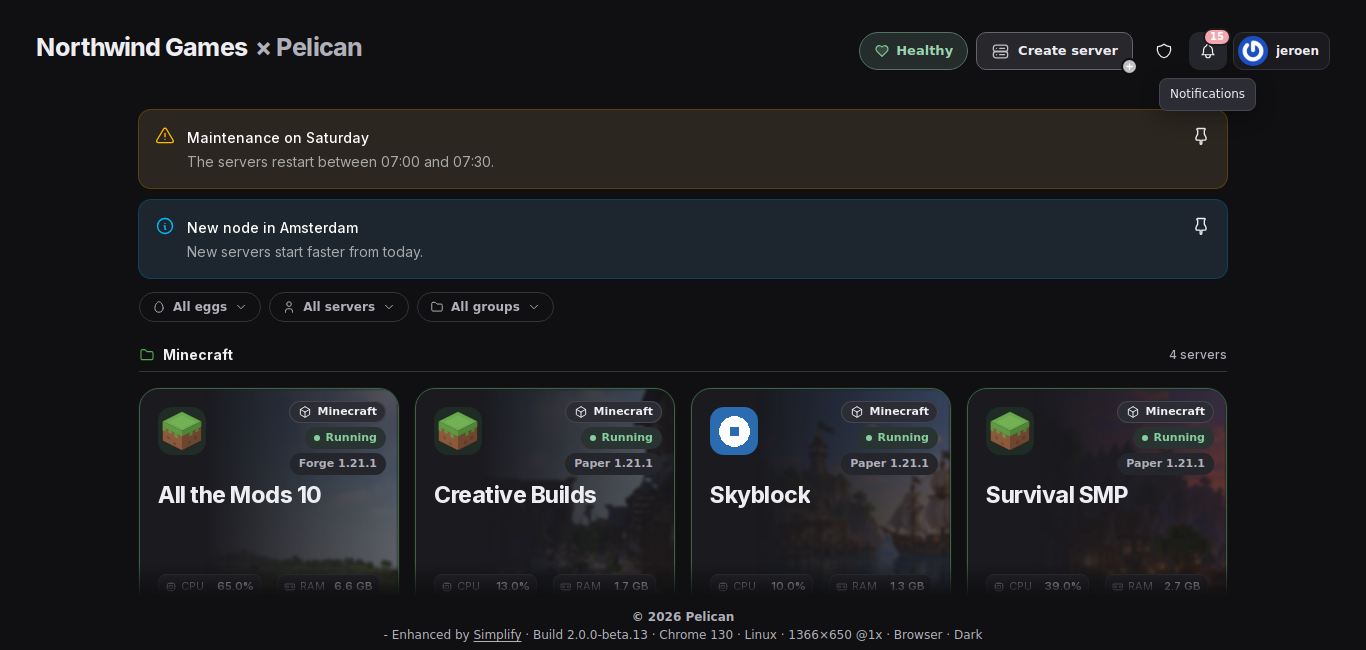 Northwind Games × Pelican
Healthy
Create server
15
jeroen
Notifications
Maintenance on Saturday
The servers restart between 07:00 and 07:30.
New node in Amsterdam
New servers start faster from today.
All eggs
All servers
All groups
Minecraft
4 servers
Minecraft
Running
Forge 1.21.1
All the Mods 10
CPU 65.0%
RAM 6.6 GB
Minecraft
Running
Paper 1.21.1
Creative Builds
CPU 13.0%
RAM 1.7 GB
Minecraft
Running
Paper 1.21.1
Skyblock
CPU 10.0%
RAM 1.3 GB
Minecraft
Running
Paper 1.21.1
Survival SMP
CPU 39.0%
RAM 2.7 GB
© 2026 Pelican
- Enhanced by Simplify · Build 2.0.0-beta.13 · Chrome 130 · Linux · 1366×650 @1x · Browser · Dark